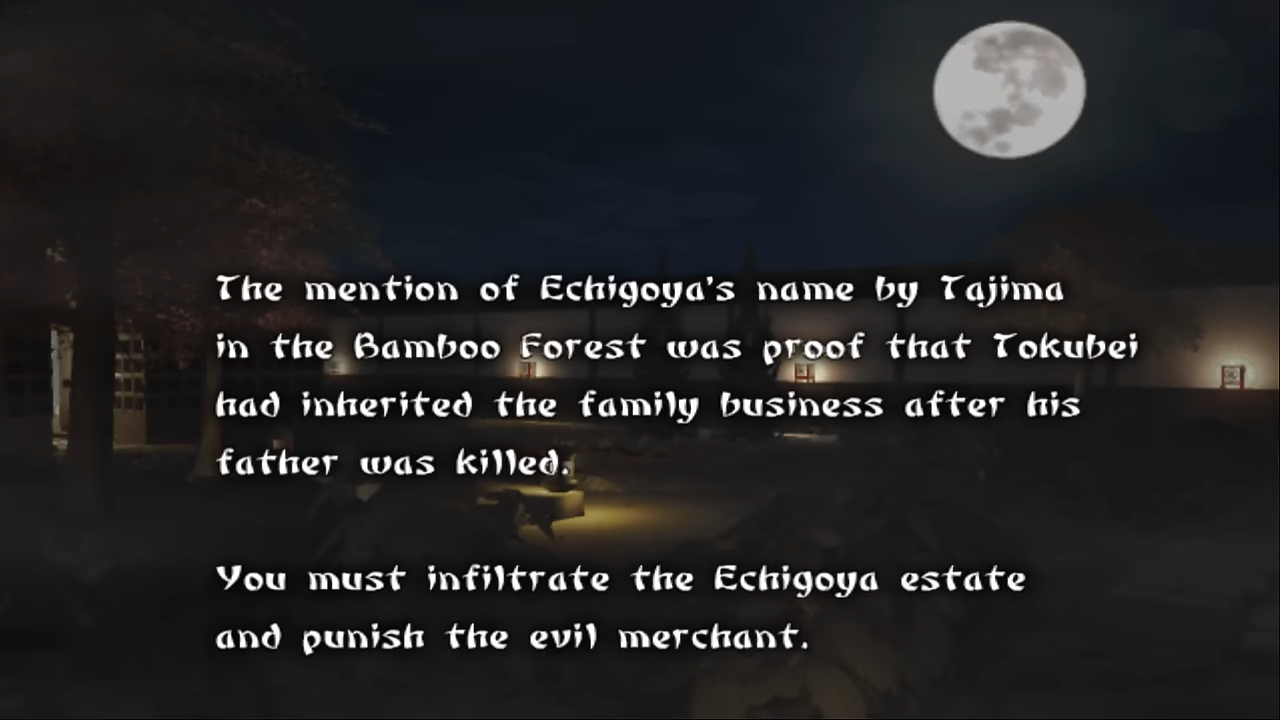 The mention of Echigoya's name by Tajima
in the Bamboo Forest was proof that Tokubei
had inherited the family business after his
father was killed.
You must infiltrate the Echigoya estate
and punish the evil merchant.